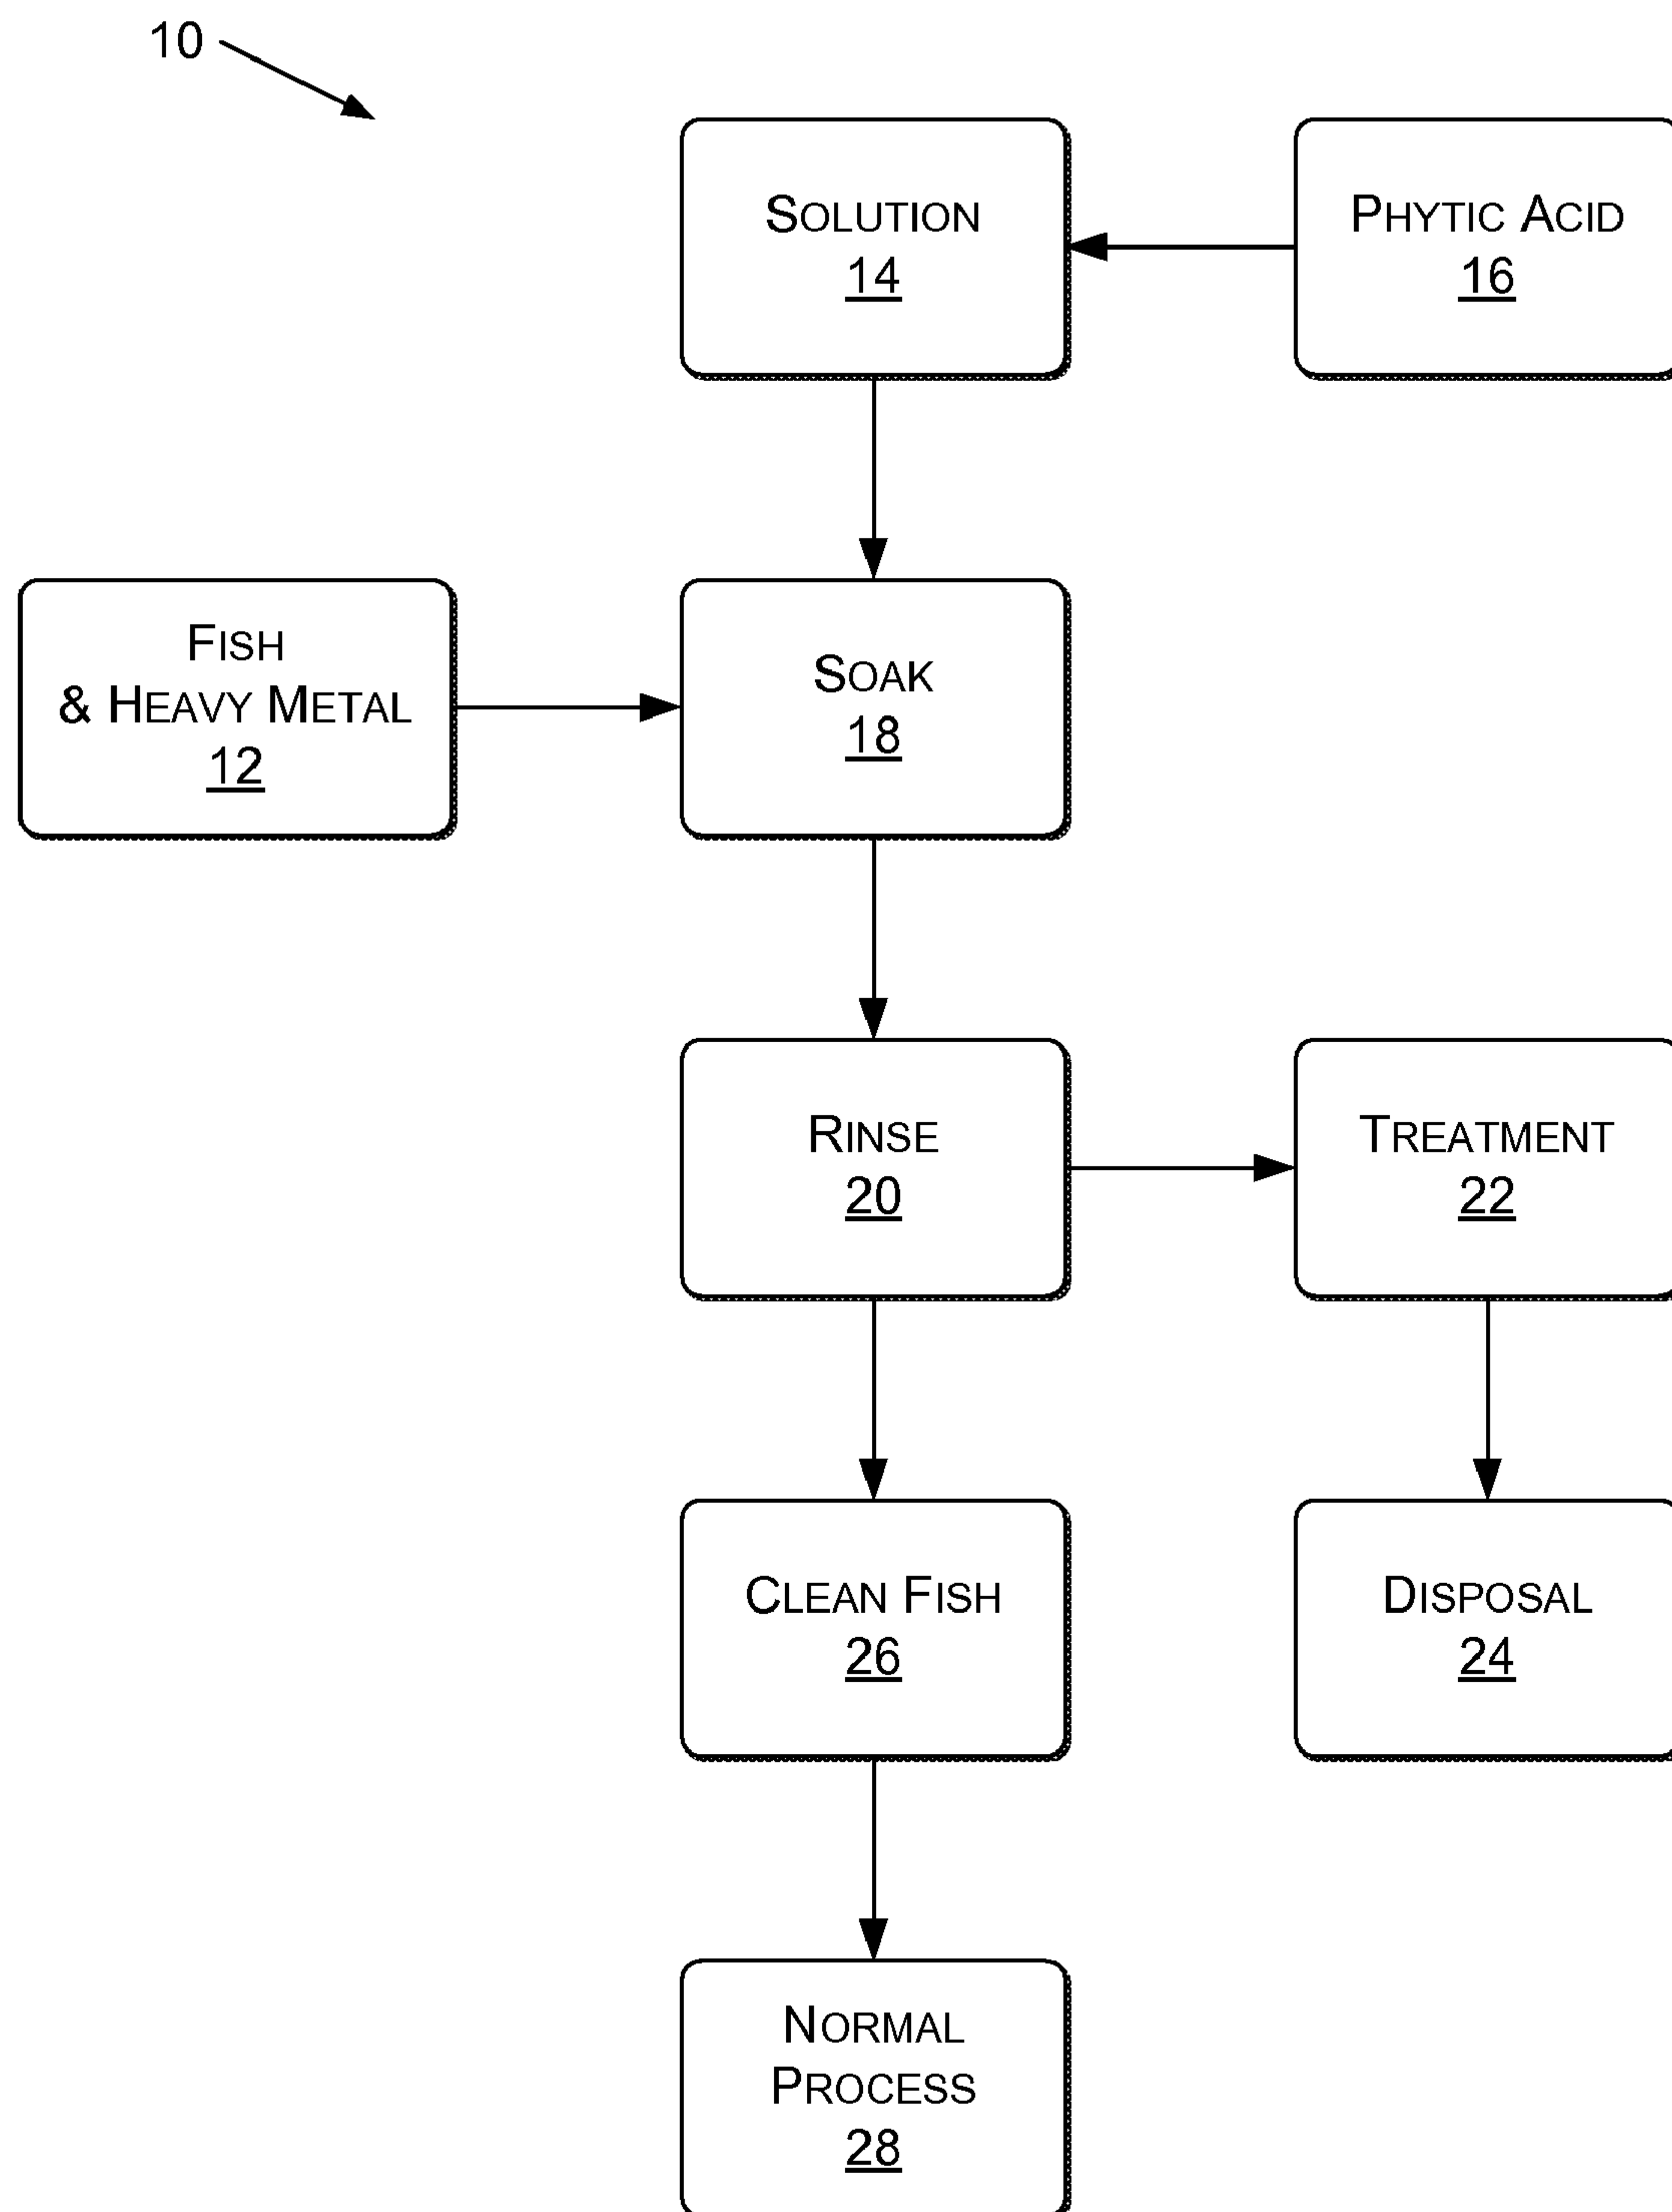 10
SOLUTION
14
PHYTIC ACID
16
FISH
& HEAVY METAL
12
SOAK
18
RINSE
20
TREATMENT
22
CLEAN FISH
26
DISPOSAL
24
NORMAL
PROCESS
28